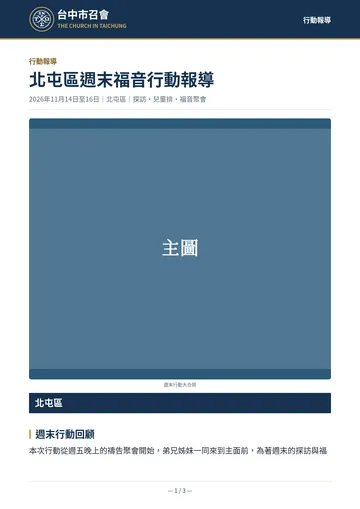 台中市召會
THE CHURCH IN TAICHUNG
行動報導
行動報導
北屯區週末福音行動報導
2026年11月14日至16日｜北屯區｜探訪・兒童排・福音聚會
主圖
週末行動大合照
北屯區
週末行動回顧
本次行動從週五晚上的禱告聚會開始，弟兄姊妹一同來到主面前，為著週末的探訪與福
— 1 / 3 —